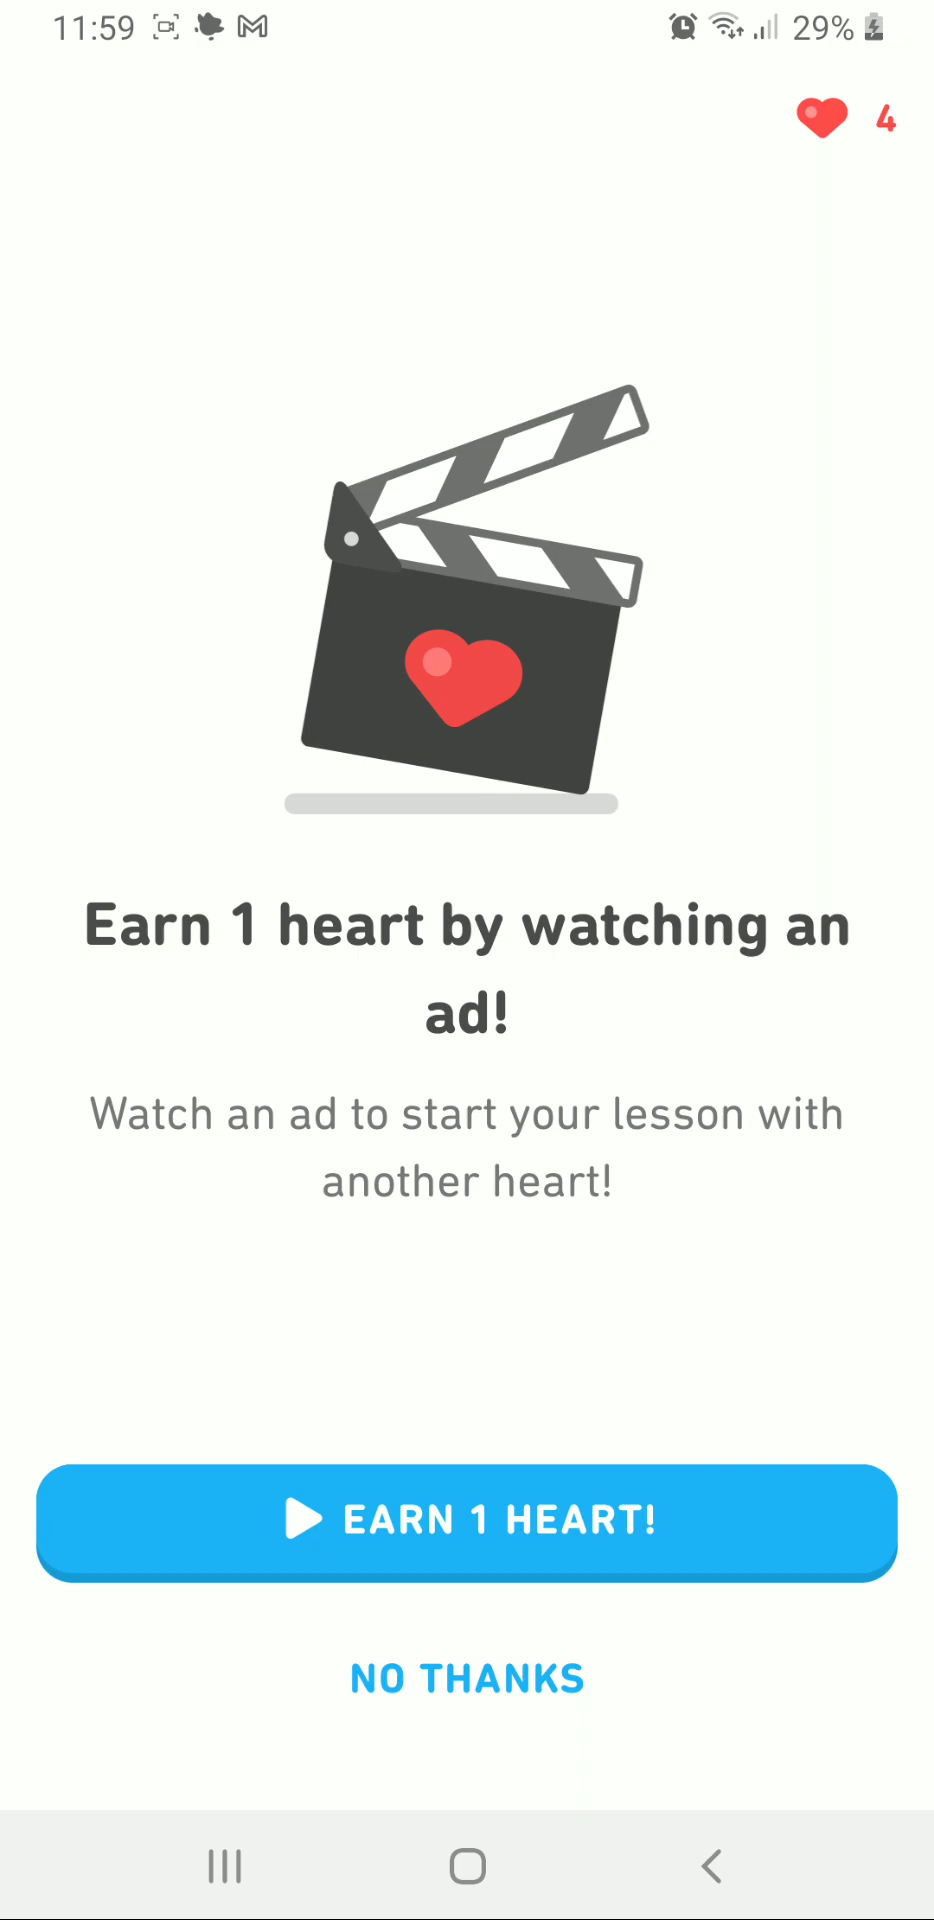 11:59 29%
4
Earn 1 heart by watching an
ad!
Watch an ad to start your lesson with
another heart!
EARN 1 HEART!
NO THANKS